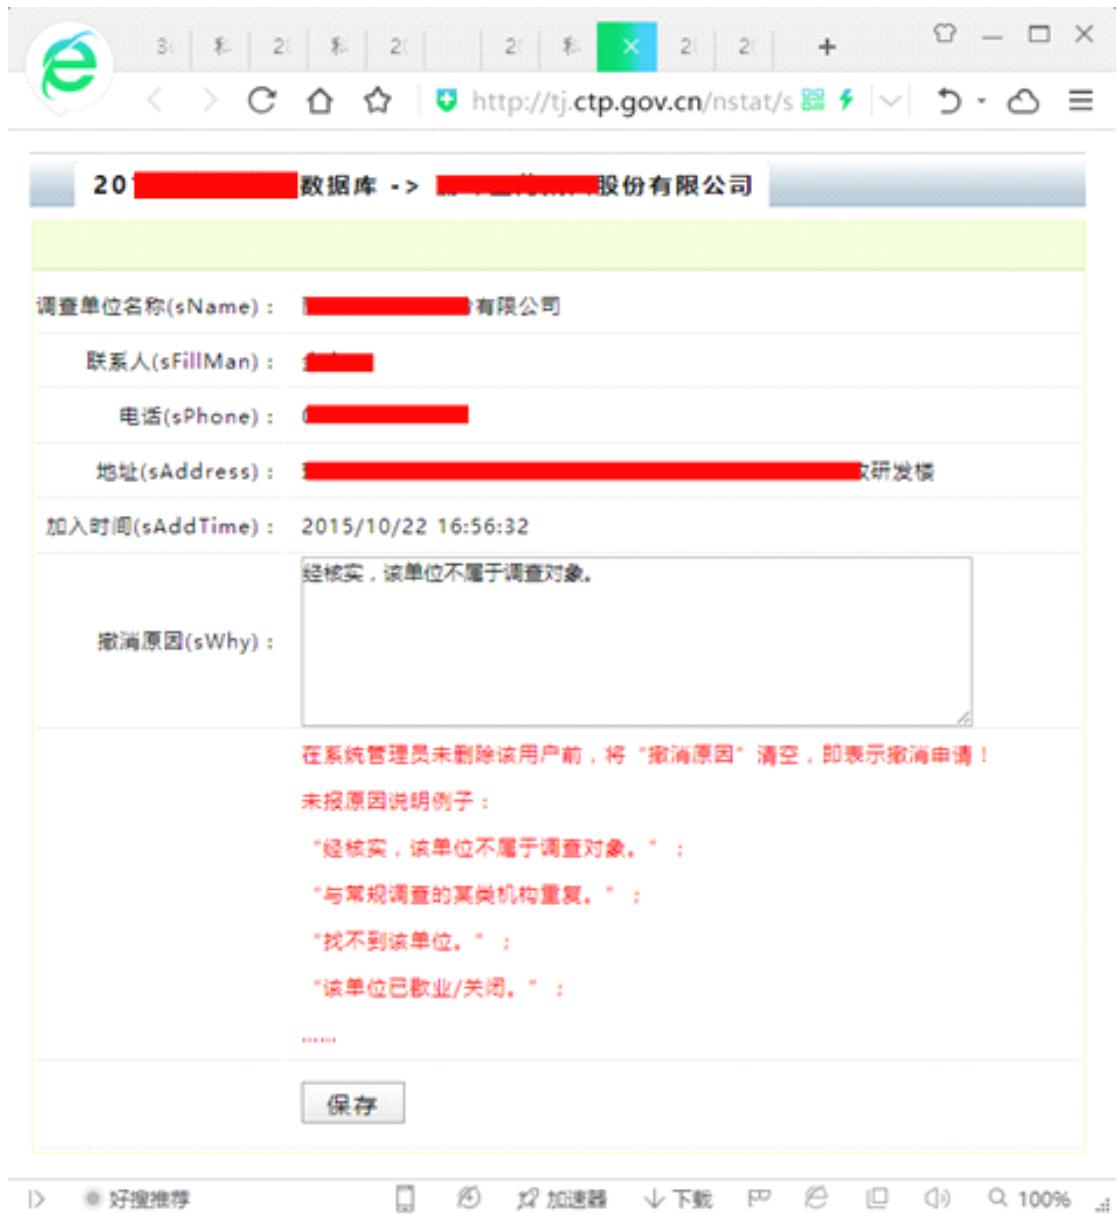 http://tj.ctp.gov.cn/nstat/s
20 数据库 -> 股份有限公司
调查单位名称(sName)： 有限公司
联系人(sFillMan)：
电话(sPhone)：
地址(sAddress)： 研发楼
加入时间(sAddTime)： 2015/10/22 16:56:32
经核实，该单位不属于调查对象。
撤消原因(sWhy)：
在系统管理员未删除该用户前，将“撤消原因”清空，即表示撤消申请！
未报原因说明例子：
“经核实，该单位不属于调查对象。”；
“与常规调查的某类机构重复。”；
“找不到该单位。”；
“该单位已歇业/关闭。”；
……
保存
好搜推荐 加速器 下载 100%